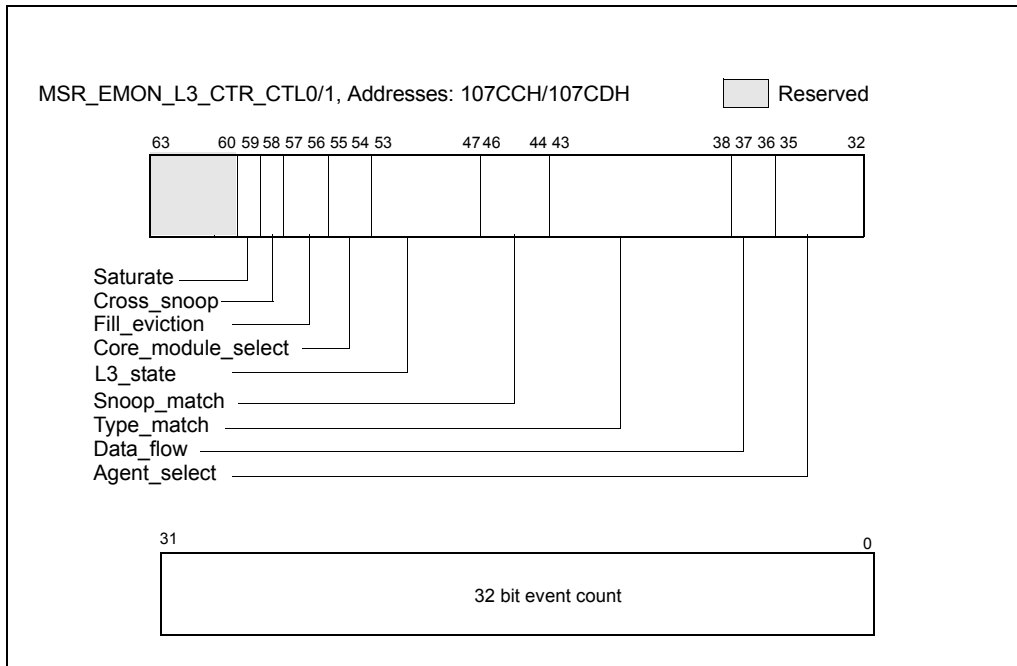 MSR_EMON_L3_CTR_CTL0/1, Addresses: 107CCH/107CDH Reserved
63 60 59 58 57 56 55 54 53 47 46 44 43 38 37 36 35 32
Saturate
Cross_snoop
Fill_eviction
Core_module_select
L3_state
Snoop_match
Type_match
Data_flow
Agent_select
31 0
32 bit event count